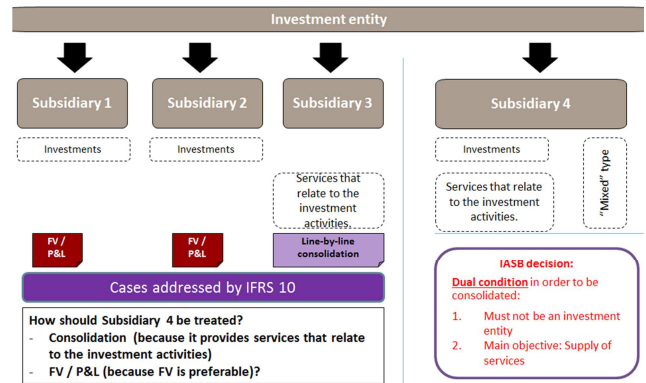 Investment entity
Subsidiary 1
Subsidiary 2
Subsidiary 3
Subsidiary 4
Investments
Investments
Investments
"Mixed" type
Services that
relate to the
investment
activities.
Services that relate
to the investment
activities.
FV /
P&L
FV /
P&L
Line-by-line
consolidation
Cases addressed by IFRS 10
How should Subsidiary 4 be treated?
- Consolidation (because it provides services that relate
to the investment activities)
- FV / P&L (because FV is preferable)?
IASB decision:
Dual condition in order to be
consolidated:
1. Must not be an investment
entity
2. Main objective: Supply of
services